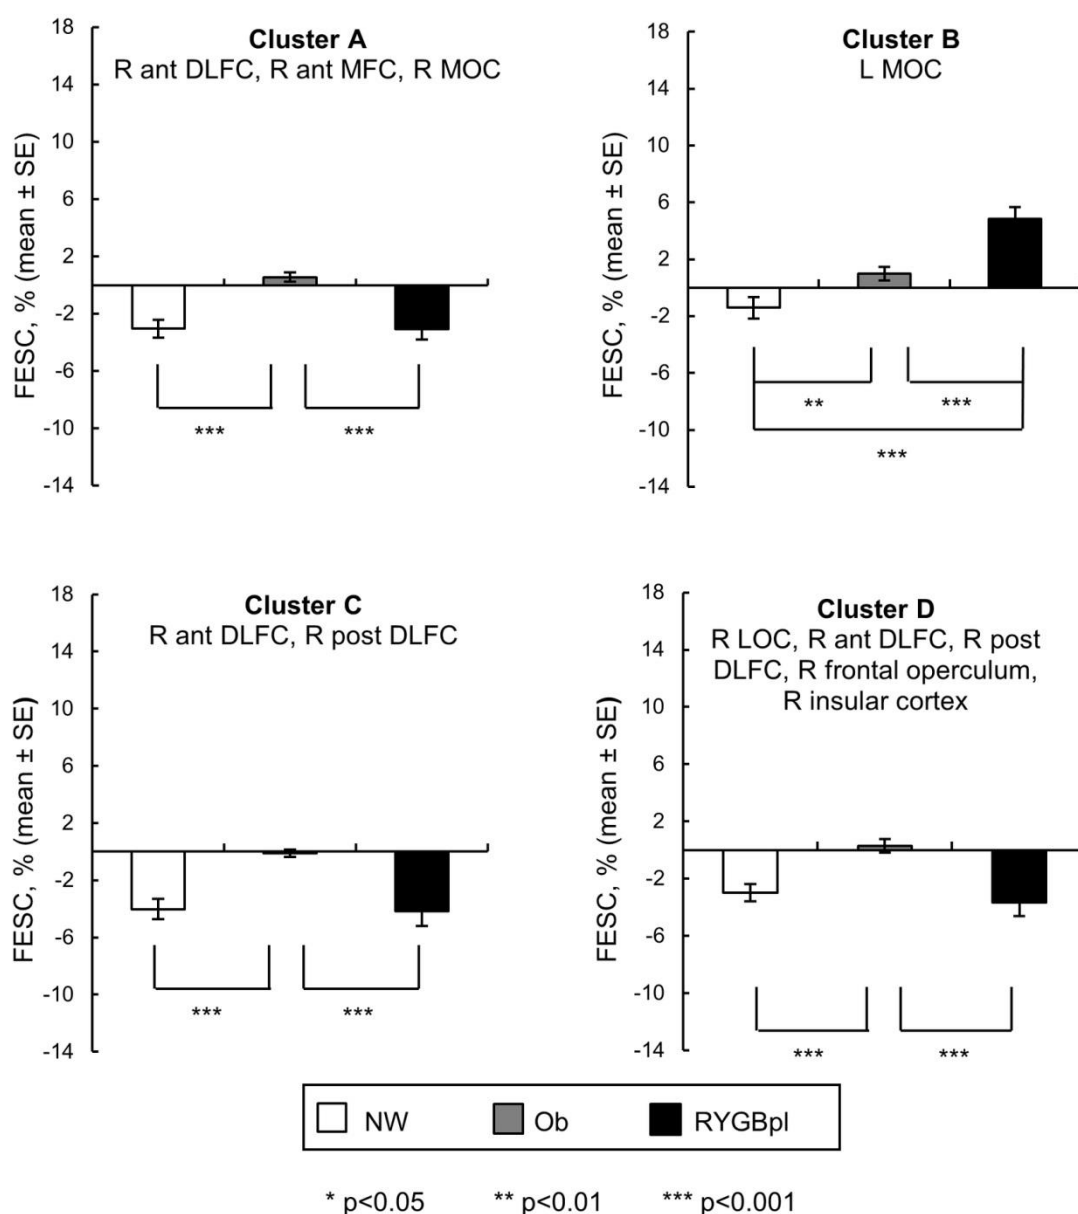 Cluster A
R ant DLFC, R ant MFC, R MOC
FESC, % (mean ± SE)
18
14
10
6
2
-2
-6
-10
-14
***
***
Cluster B
L MOC
FESC, % (mean ± SE)
18
14
10
6
2
-2
-6
-10
-14
**
***
***
Cluster C
R ant DLFC, R post DLFC
FESC, % (mean ± SE)
18
14
10
6
2
-2
-6
-10
-14
***
***
Cluster D
R LOC, R ant DLFC, R post
DLFC, R frontal operculum,
R insular cortex
FESC, % (mean ± SE)
18
14
10
6
2
-2
-6
-10
-14
***
***
NW
Ob
RYGBpl
* p<0.05
** p<0.01
*** p<0.001